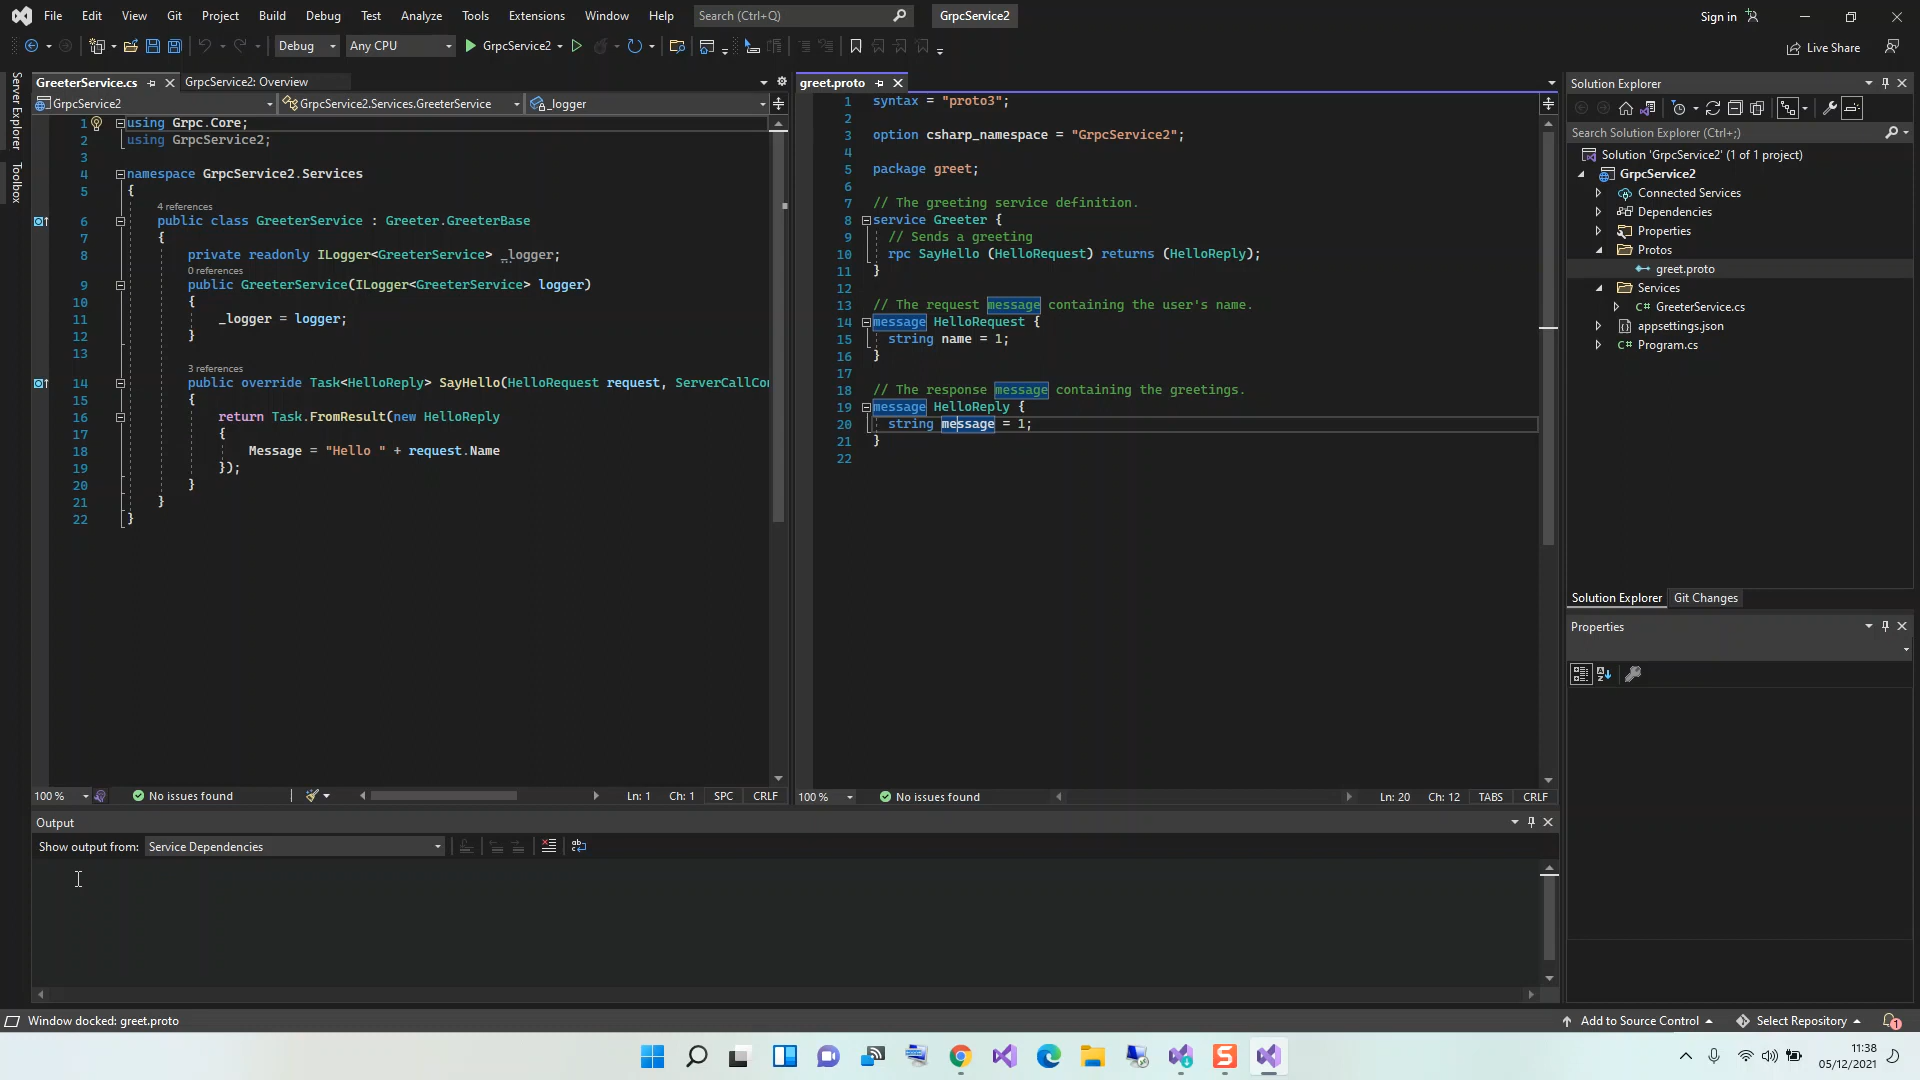 File Edit View Git Project Build Debug Test Analyze Tools Extensions Window Help Search (Ctrl+Q) GrpcService2 Sign in
Debug Any CPU GrpcService2 Live Share
Server Explorer
Toolbox
GreeterService.cs GrpcService2: Overview
GrpcService2 GrpcService2.Services.GreeterService _logger
1 using Grpc.Core;
2 using GrpcService2;
3
4 namespace GrpcService2.Services
5 {
4 references
6 public class GreeterService : Greeter.GreeterBase
7 {
8 private readonly ILogger<GreeterService> _logger;
0 references
9 public GreeterService(ILogger<GreeterService> logger)
10 {
11 _logger = logger;
12 }
13
3 references
14 public override Task<HelloReply> SayHello(HelloRequest request, ServerCallCon
15 {
16 return Task.FromResult(new HelloReply
17 {
18 Message = "Hello " + request.Name
19 });
20 }
21 }
22 }
100 % No issues found Ln: 1 Ch: 1 SPC CRLF
greet.proto
1 syntax = "proto3";
2
3 option csharp_namespace = "GrpcService2";
4
5 package greet;
6
7 // The greeting service definition.
8 service Greeter {
9 // Sends a greeting
10 rpc SayHello (HelloRequest) returns (HelloReply);
11 }
12
13 // The request message containing the user's name.
14 message HelloRequest {
15 string name = 1;
16 }
17
18 // The response message containing the greetings.
19 message HelloReply {
20 string message = 1;
21 }
22
100 % No issues found Ln: 20 Ch: 12 TABS CRLF
Solution Explorer
Search Solution Explorer (Ctrl+;)
Solution 'GrpcService2' (1 of 1 project)
GrpcService2
Connected Services
Dependencies
Properties
Protos
greet.proto
Services
C# GreeterService.cs
appsettings.json
C# Program.cs
Solution Explorer Git Changes
Properties
Output
Show output from: Service Dependencies
Window docked: greet.proto Add to Source Control Select Repository 1
11:38
05/12/2021